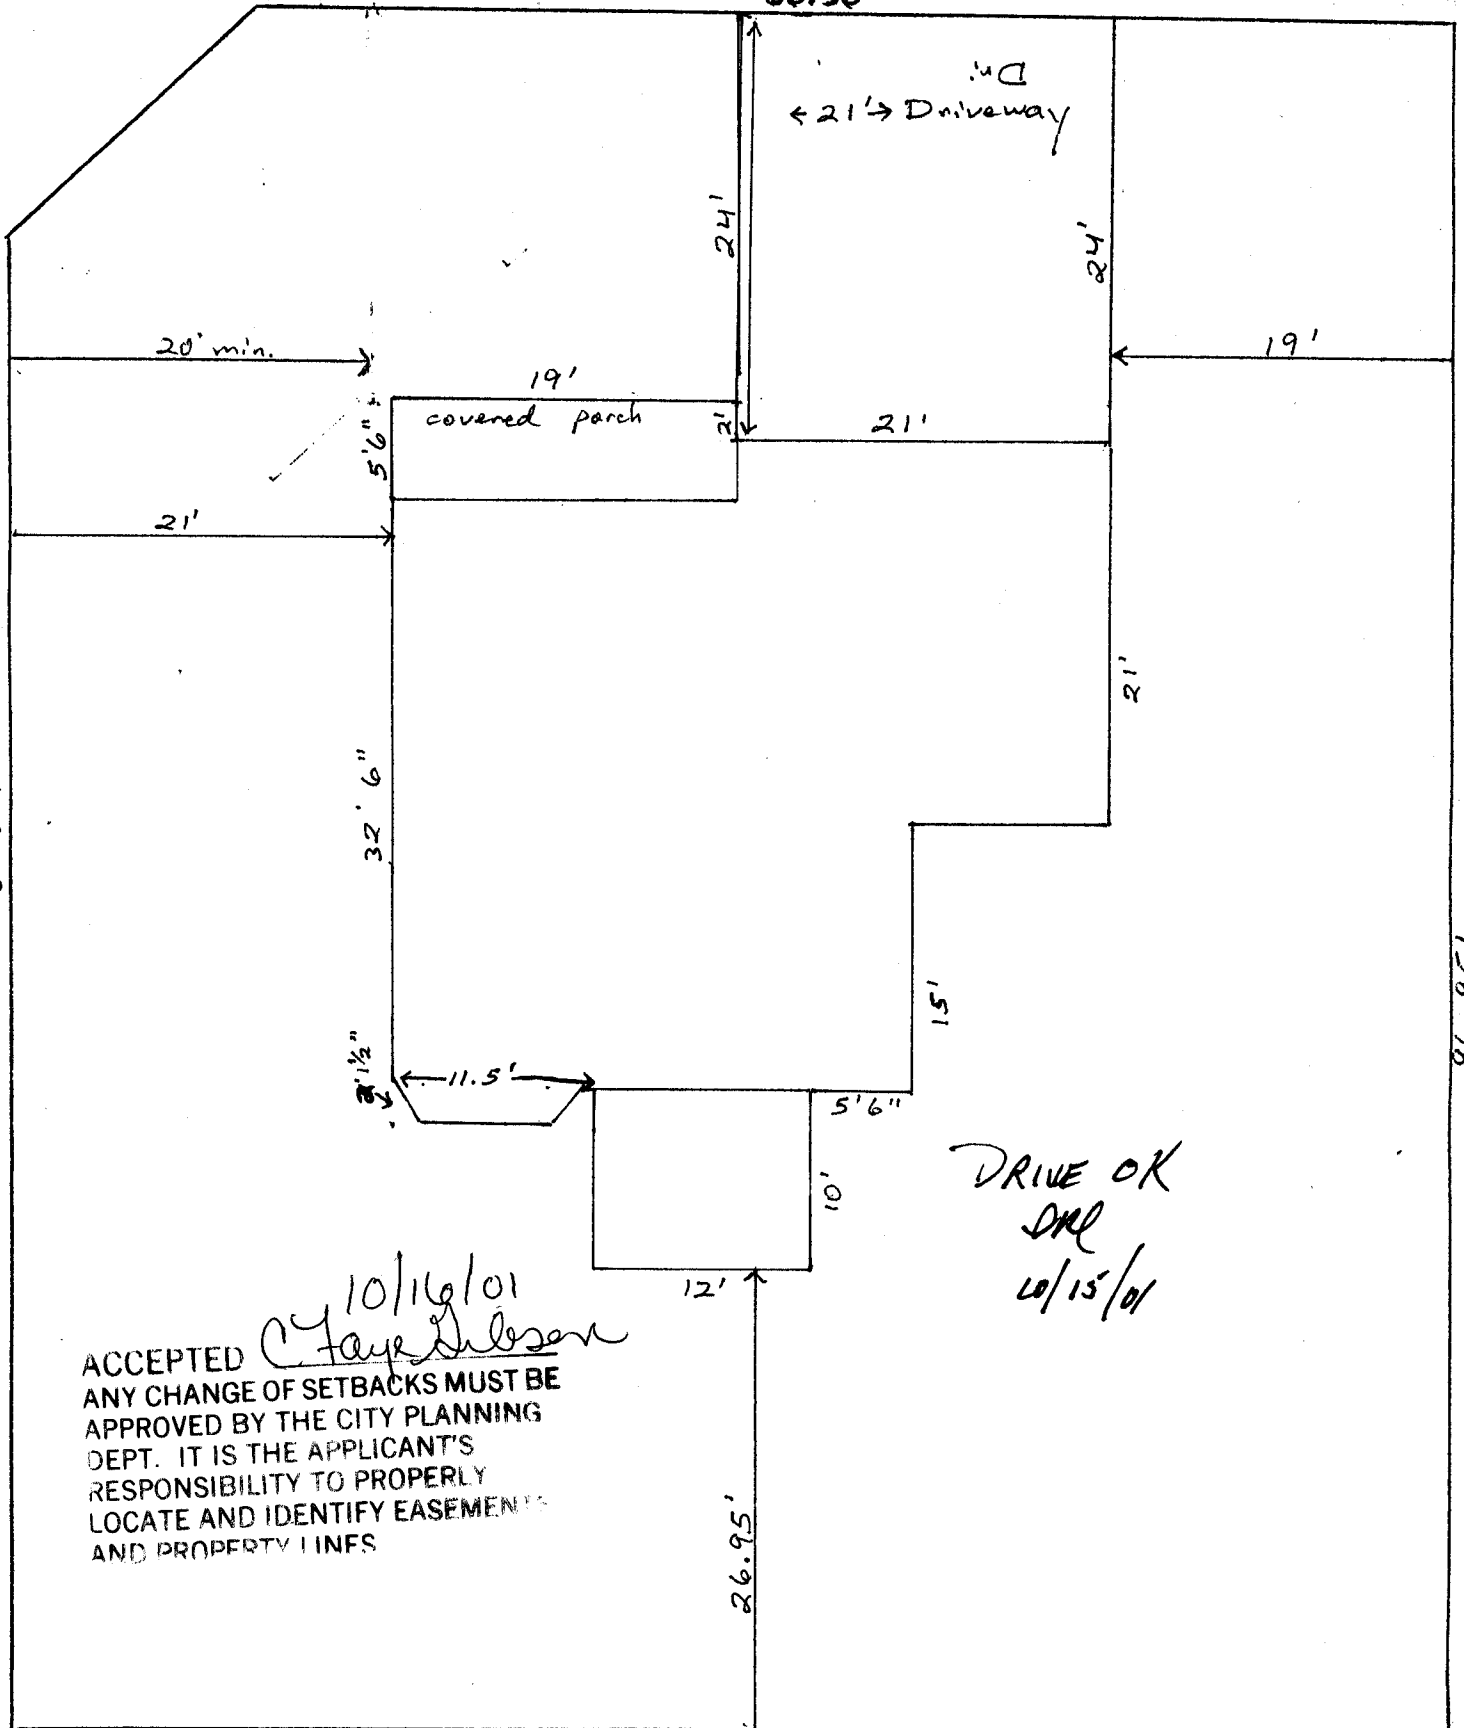 Dri
←21'→ Driveway
24'
24'
20' min.
19'
19'
covered porch
2'
5'6"
21'
21'
21'
32' 6"
15'
11.5'
5'6"
10'
12'
DRIVE OK
10/15/01
10/16/01
ACCEPTED C Faye Gibson
ANY CHANGE OF SETBACKS MUST BE
APPROVED BY THE CITY PLANNING
DEPT. IT IS THE APPLICANT'S
RESPONSIBILITY TO PROPERLY
LOCATE AND IDENTIFY EASEMENTS
AND PROPERTY LINES
26.95'